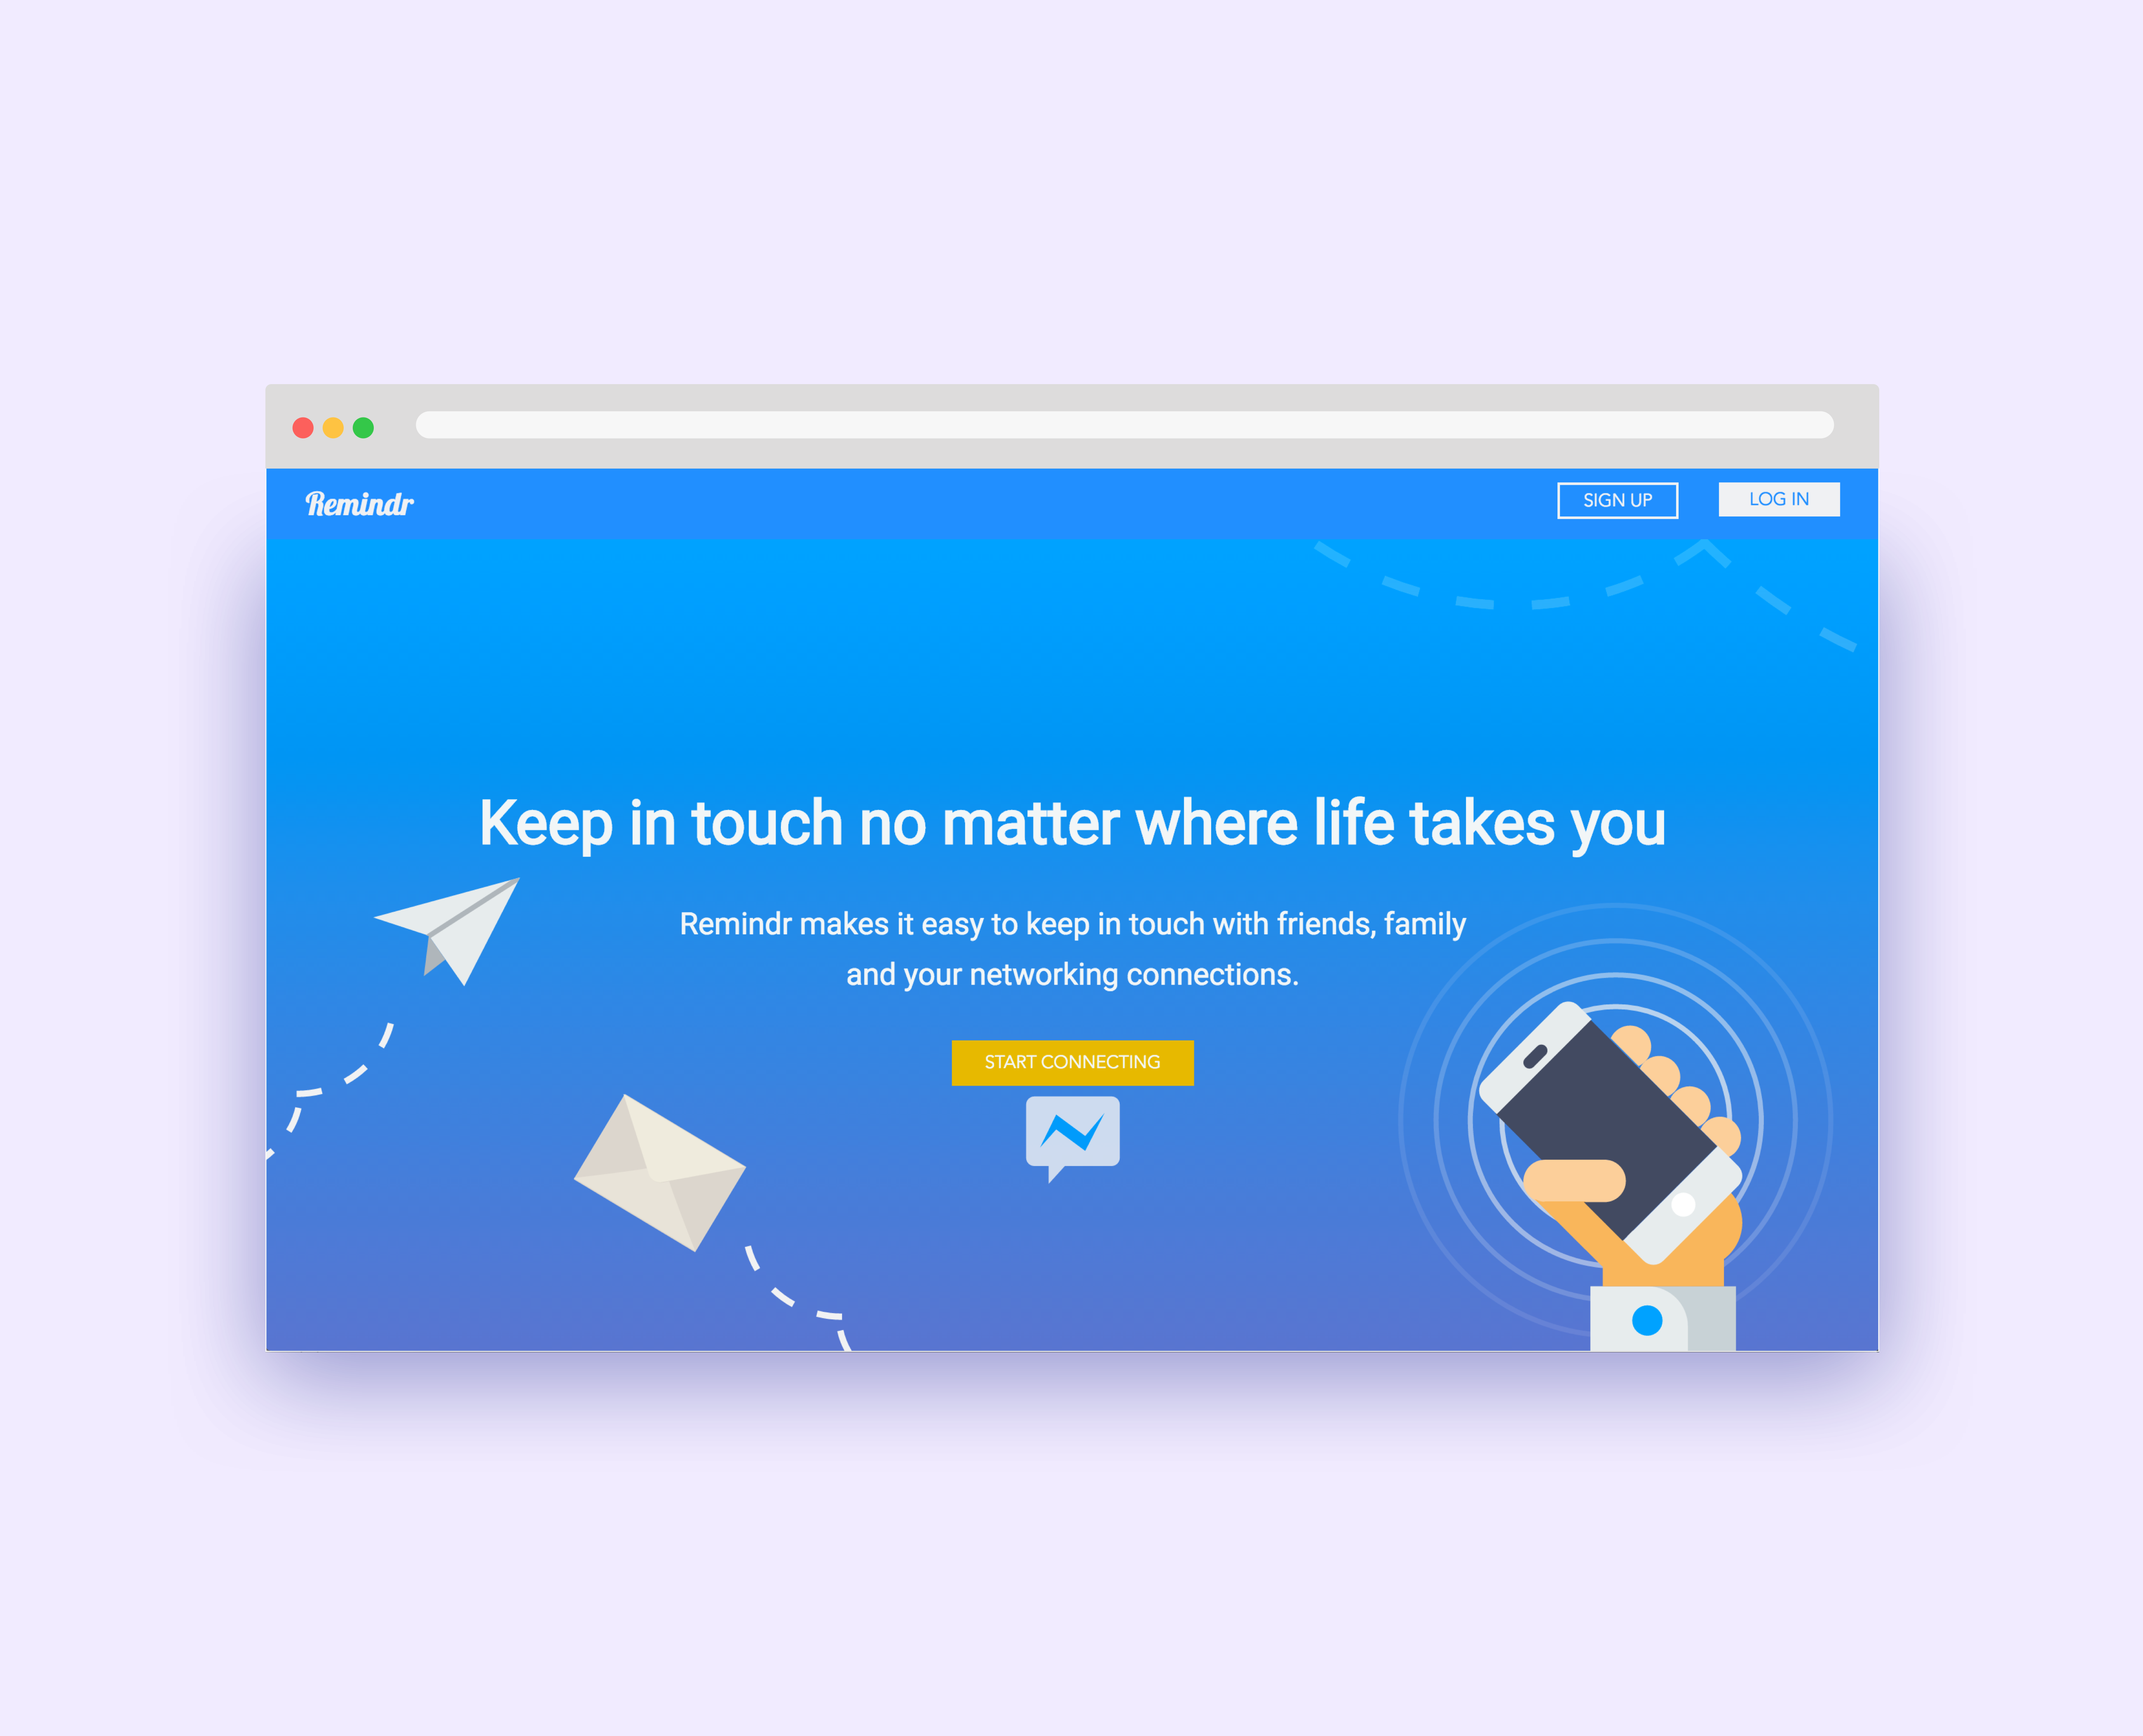 Remindr
SIGN UP
LOG IN
Keep in touch no matter where life takes you
Remindr makes it easy to keep in touch with friends, family
and your networking connections.
START CONNECTING